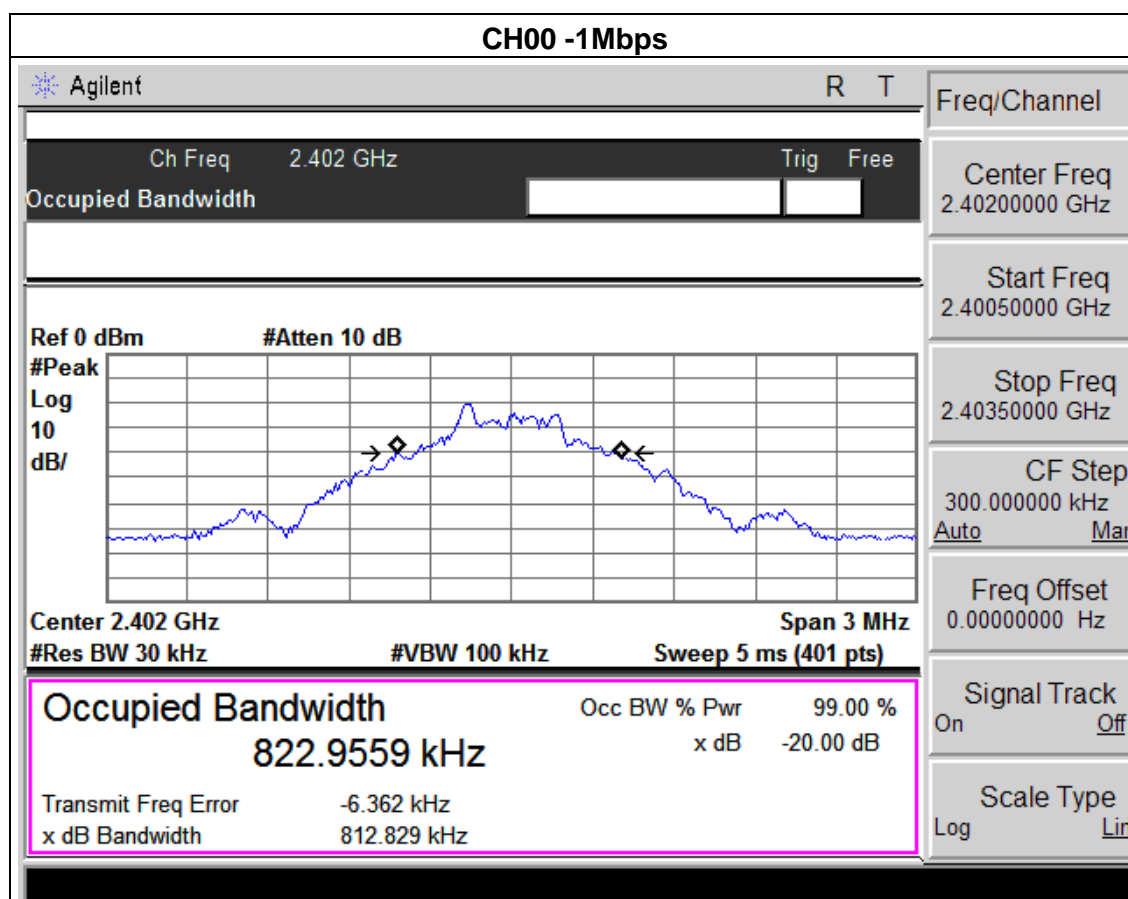 CH00 -1Mbps
Agilent R T
Freq/Channel
Ch Freq 2.402 GHz Trig Free
Occupied Bandwidth
Center Freq
2.40200000 GHz
Start Freq
2.40050000 GHz
Stop Freq
2.40350000 GHz
CF Step
300.000000 kHz
Auto Man
Freq Offset
0.00000000 Hz
Signal Track
On Off
Scale Type
Log Lin
Ref 0 dBm #Atten 10 dB
#Peak
Log
10
dB/
Center 2.402 GHz Span 3 MHz
#Res BW 30 kHz #VBW 100 kHz Sweep 5 ms (401 pts)
Occupied Bandwidth
822.9559 kHz
Occ BW % Pwr 99.00 %
x dB -20.00 dB
Transmit Freq Error -6.362 kHz
x dB Bandwidth 812.829 kHz